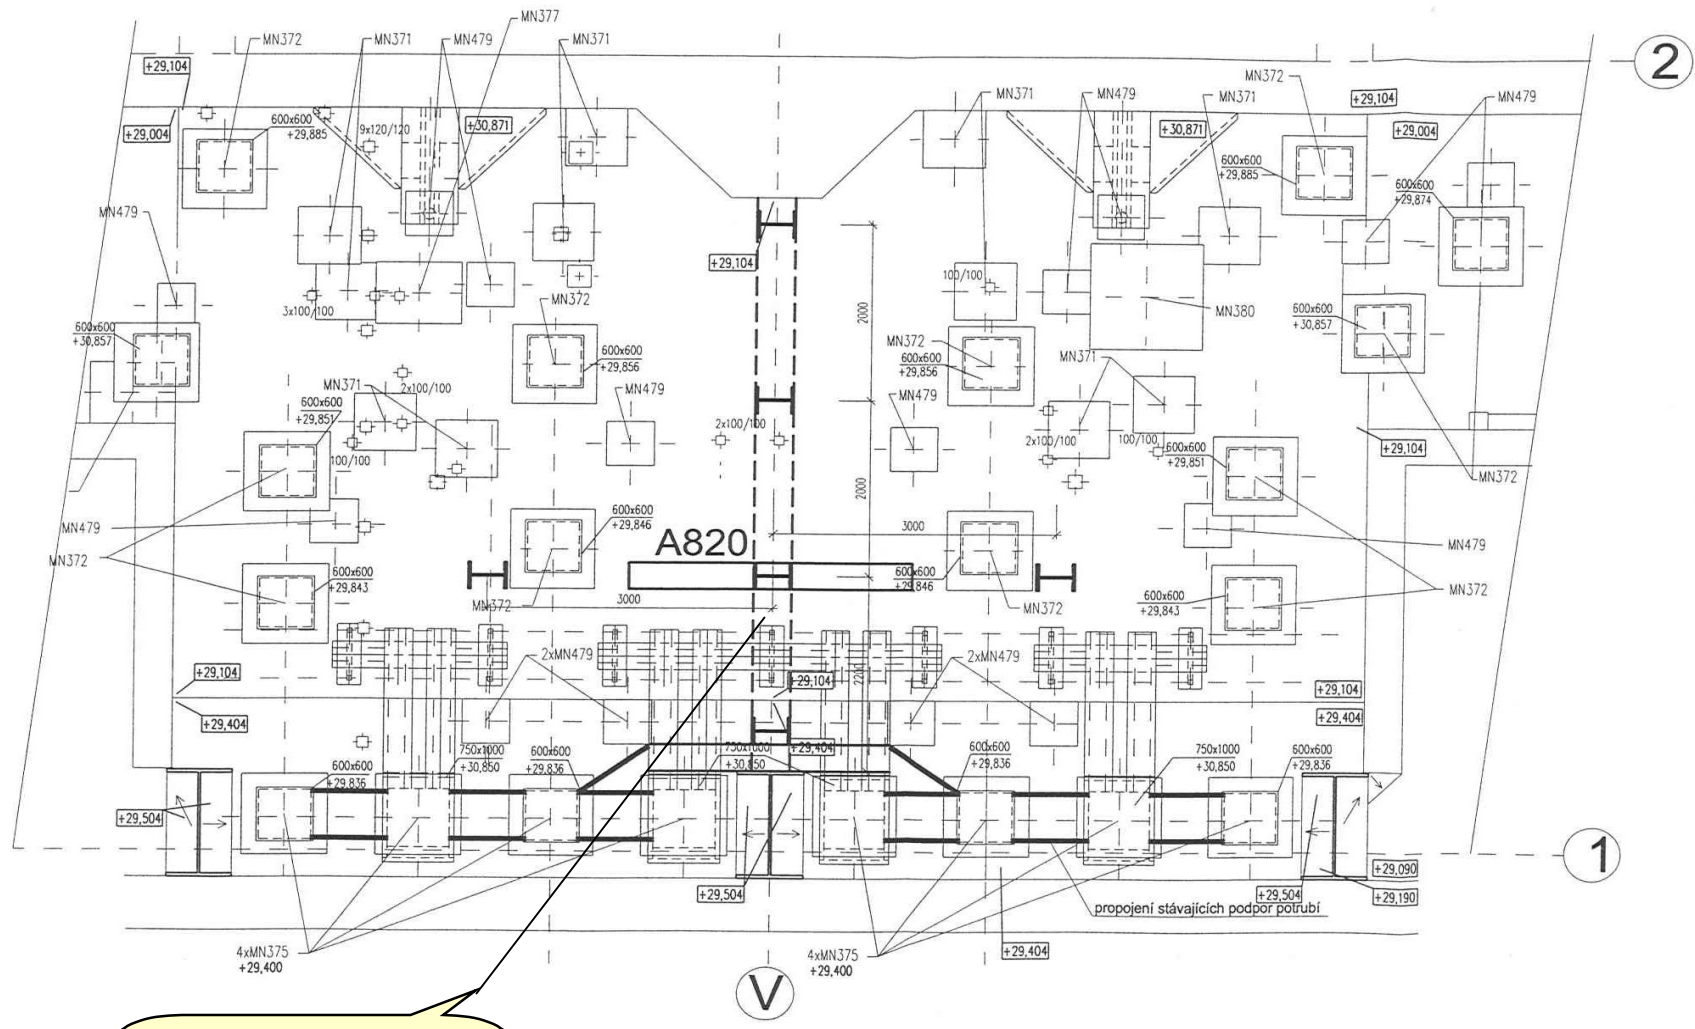 MN377
MN372
MN371
MN479
MN371
+29,104
2
MN372
MN371
MN479
MN371
+29,104
MN479
600x600
+29,885
9x120/120
+30,871
+29,004
+30,871
+29,004
600x600
+29,885
600x600
+29,874
MN479
+29,104
100/100
3x100/100
MN372
2000
MN380
600x600
+30,857
600x600
+30,857
600x600
+29,856
MN372
600x600
+29,856
MN371
MN371
2x100/100
MN479
MN479
600x600
+29,851
2x100/100
2x100/100
100/100
+29,104
100/100
600x600
+29,851
MN372
2000
600x600
+29,846
3000
MN479
MN479
A820
MN372
600x600
+29,843
600x600
+29,846
MN372
600x600
+29,843
MN372
3000
MN372
2xMN479
2xMN479
+29,104
2200
+29,104
+29,104
+29,404
+29,404
+29,404
750x1000
+30,850
600x600
+29,836
750x1000
+30,850
600x600
+29,836
750x1000
+30,850
600x600
+29,836
600x600
+29,836
+29,504
1
+29,090
+29,504
+29,504
+29,190
propojení stávajících podpor potrubí
4xMN375
+29,400
4xMN375
+29,400
+29,404
V